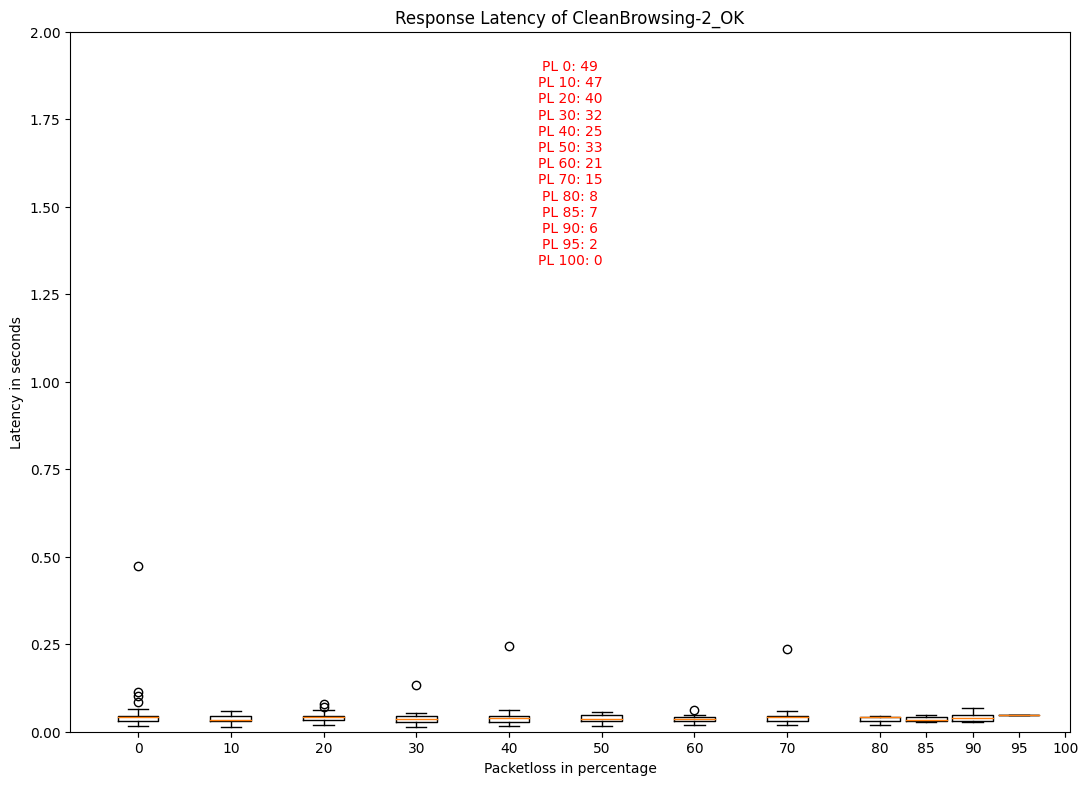 Response Latency of CleanBrowsing-2_OK
2.00
1.75
1.50
1.25
1.00
0.75
0.50
0.25
0.00
Latency in seconds
PL 0: 49
PL 10: 47
PL 20: 40
PL 30: 32
PL 40: 25
PL 50: 33
PL 60: 21
PL 70: 15
PL 80: 8
PL 85: 7
PL 90: 6
PL 95: 2
PL 100: 0
0 10 20 30 40 50 60 70 80 85 90 95 100
Packetloss in percentage